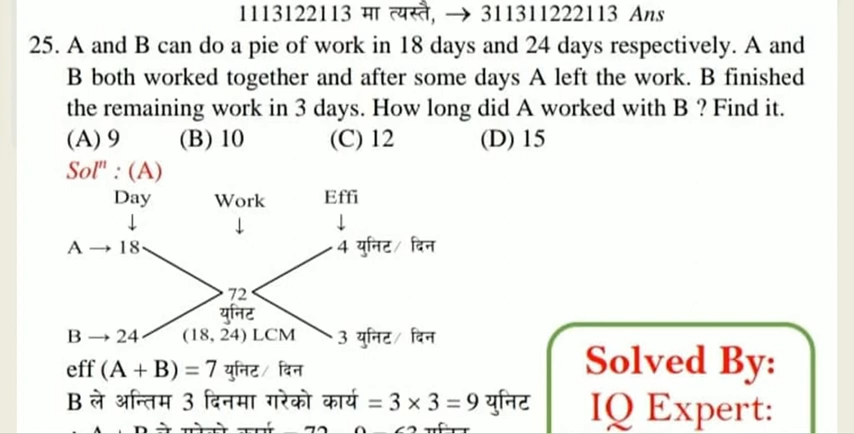 1113122113 मा त्यस्तै, → 311311222113 Ans
25. A and B can do a pie of work in 18 days and 24 days respectively. A and
B both worked together and after some days A left the work. B finished
the remaining work in 3 days. How long did A worked with B ? Find it.
(A) 9 (B) 10 (C) 12 (D) 15
Solⁿ : (A)
Day Work Effi
↓ ↓ ↓
A → 18 4 युनिट/ दिन
72
युनिट
B → 24 (18, 24) LCM 3 युनिट/ दिन
eff (A + B) = 7 युनिट/ दिन
B ले अन्तिम 3 दिनमा गरेको कार्य = 3 × 3 = 9 युनिट
Solved By:
IQ Expert: